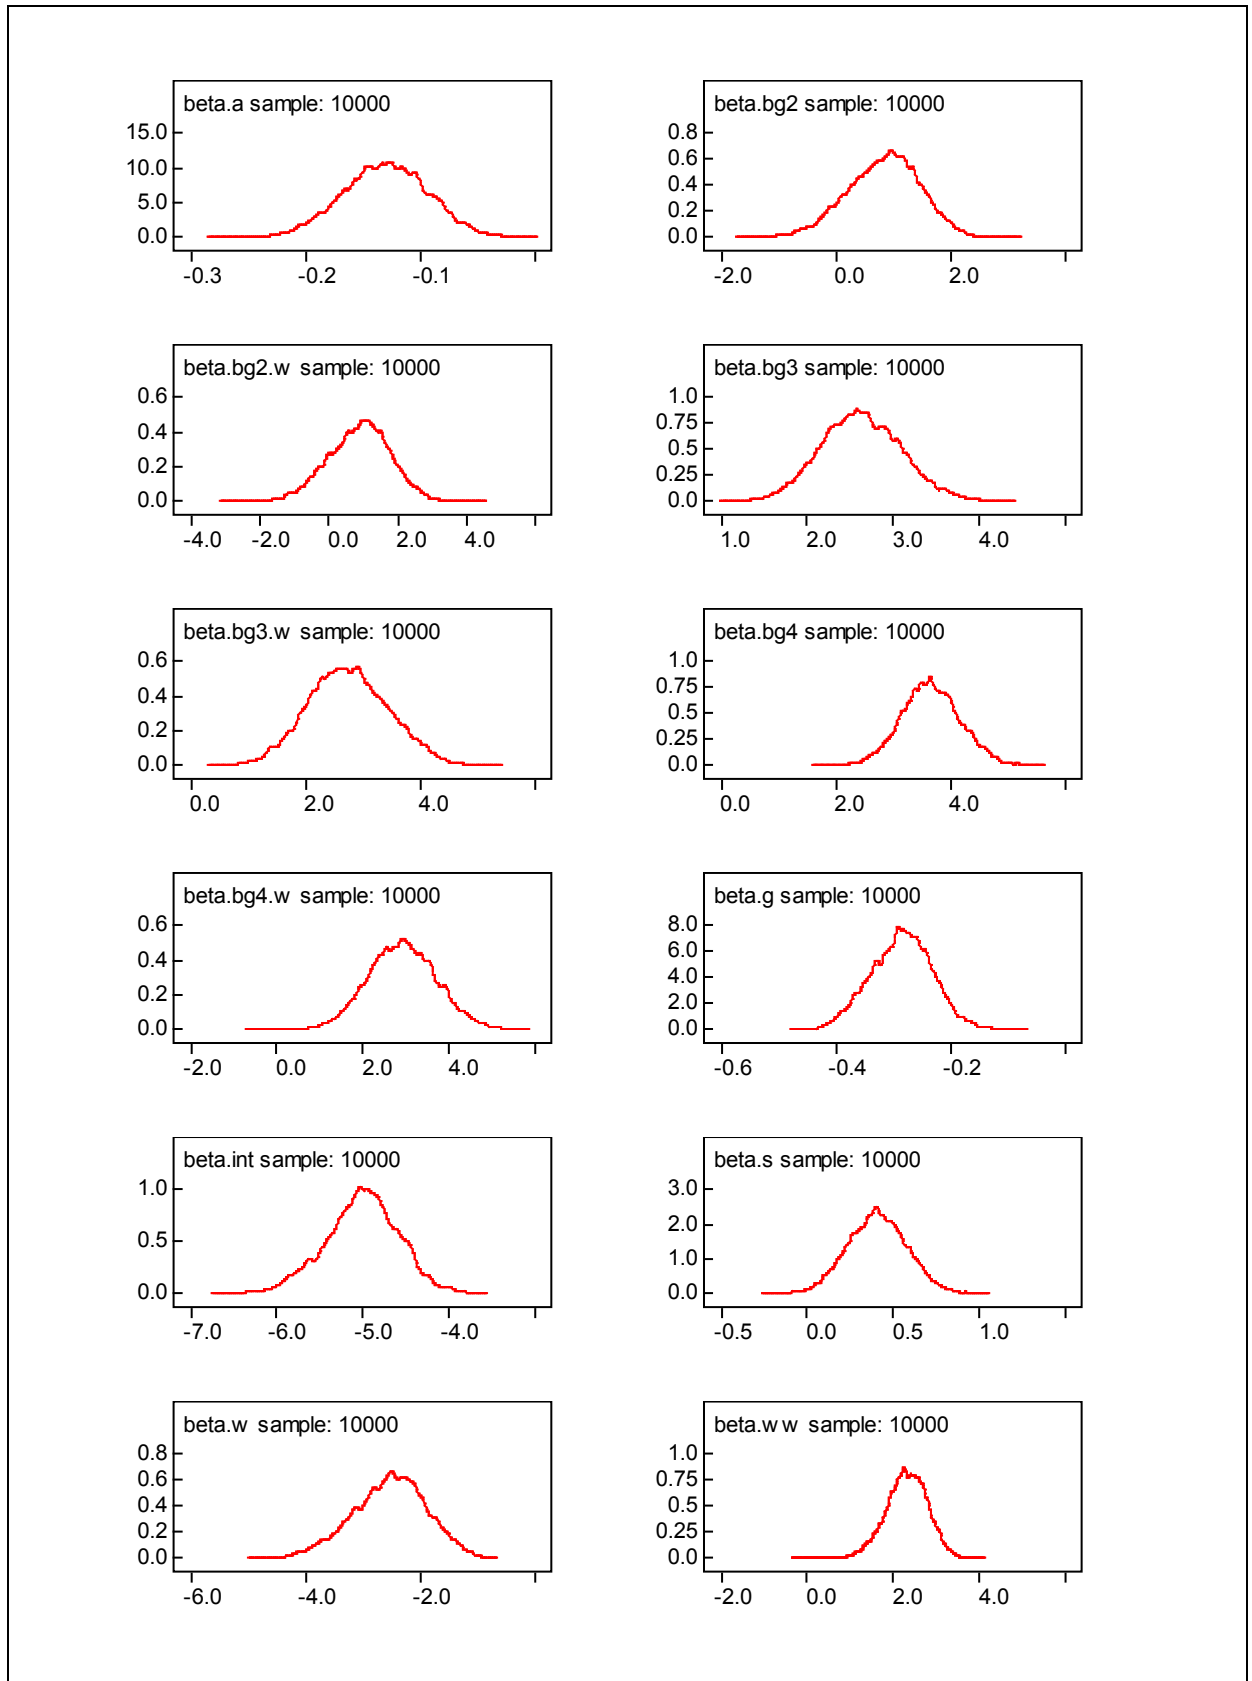 beta.a sample: 10000
15.0
10.0
5.0
0.0
-0.3 -0.2 -0.1
beta.bg2 sample: 10000
0.8
0.6
0.4
0.2
0.0
-2.0 0.0 2.0
beta.bg2.w sample: 10000
0.6
0.4
0.2
0.0
-4.0 -2.0 0.0 2.0 4.0
beta.bg3 sample: 10000
1.0
0.75
0.5
0.25
0.0
1.0 2.0 3.0 4.0
beta.bg3.w sample: 10000
0.6
0.4
0.2
0.0
0.0 2.0 4.0
beta.bg4 sample: 10000
1.0
0.75
0.5
0.25
0.0
0.0 2.0 4.0
beta.bg4.w sample: 10000
0.6
0.4
0.2
0.0
-2.0 0.0 2.0 4.0
beta.g sample: 10000
8.0
6.0
4.0
2.0
0.0
-0.6 -0.4 -0.2
beta.int sample: 10000
1.0
0.5
0.0
-7.0 -6.0 -5.0 -4.0
beta.s sample: 10000
3.0
2.0
1.0
0.0
-0.5 0.0 0.5 1.0
beta.w sample: 10000
0.8
0.6
0.4
0.2
0.0
-6.0 -4.0 -2.0
beta.ww sample: 10000
1.0
0.75
0.5
0.25
0.0
-2.0 0.0 2.0 4.0